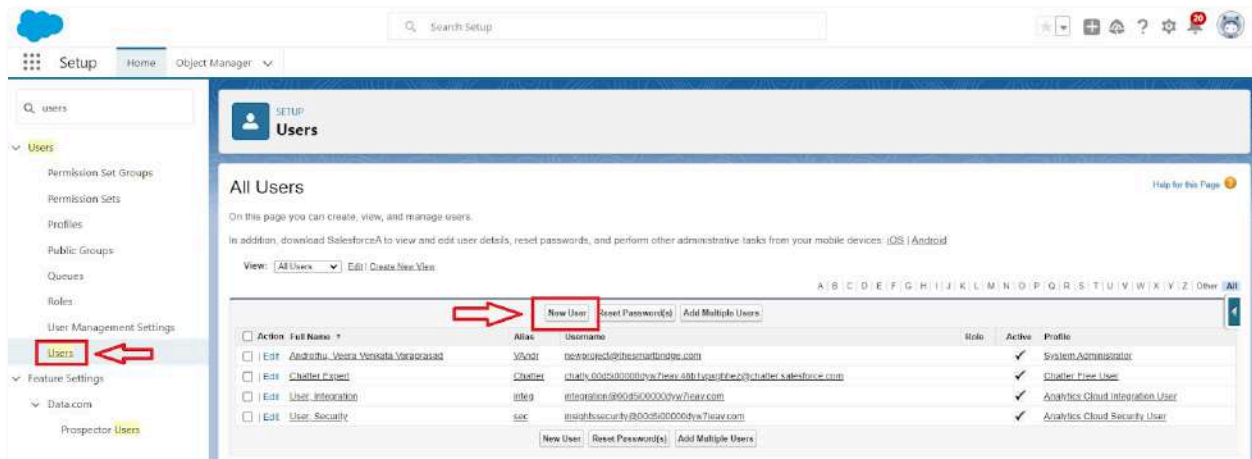 Search Setup
20
Setup Home Object Manager
users
Users
Permission Set Groups
Permission Sets
Profiles
Public Groups
Queues
Roles
User Management Settings
Users
Feature Settings
Data.com
Prospector Users
SETUP
Users
All Users
Help for this Page
On this page you can create, view, and manage users.
In addition, download SalesforceA to view and edit user details, reset passwords, and perform other administrative tasks from your mobile devices: iOS | Android
View: All Users Edit | Create New View
A | B | C | D | E | F | G | H | I | J | K | L | M | N | O | P | Q | R | S | T | U | V | W | X | Y | Z | Other All
New User Reset Password(s) Add Multiple Users
Action Full Name Alias Username Role Active Profile
Edit Androthu, Veera Venkata Varaprasad VAndr newproject@thesmartbridge.com System Administrator
Edit Chatter Expert Chatter Chatter Free User
Edit User, Integration integ integration@00d5i00000dyw7ieav.com Analytics Cloud Integration User
Edit User, Security sec insightssecurity@00d5i00000dyw7ieav.com Analytics Cloud Security User
New User Reset Password(s) Add Multiple Users